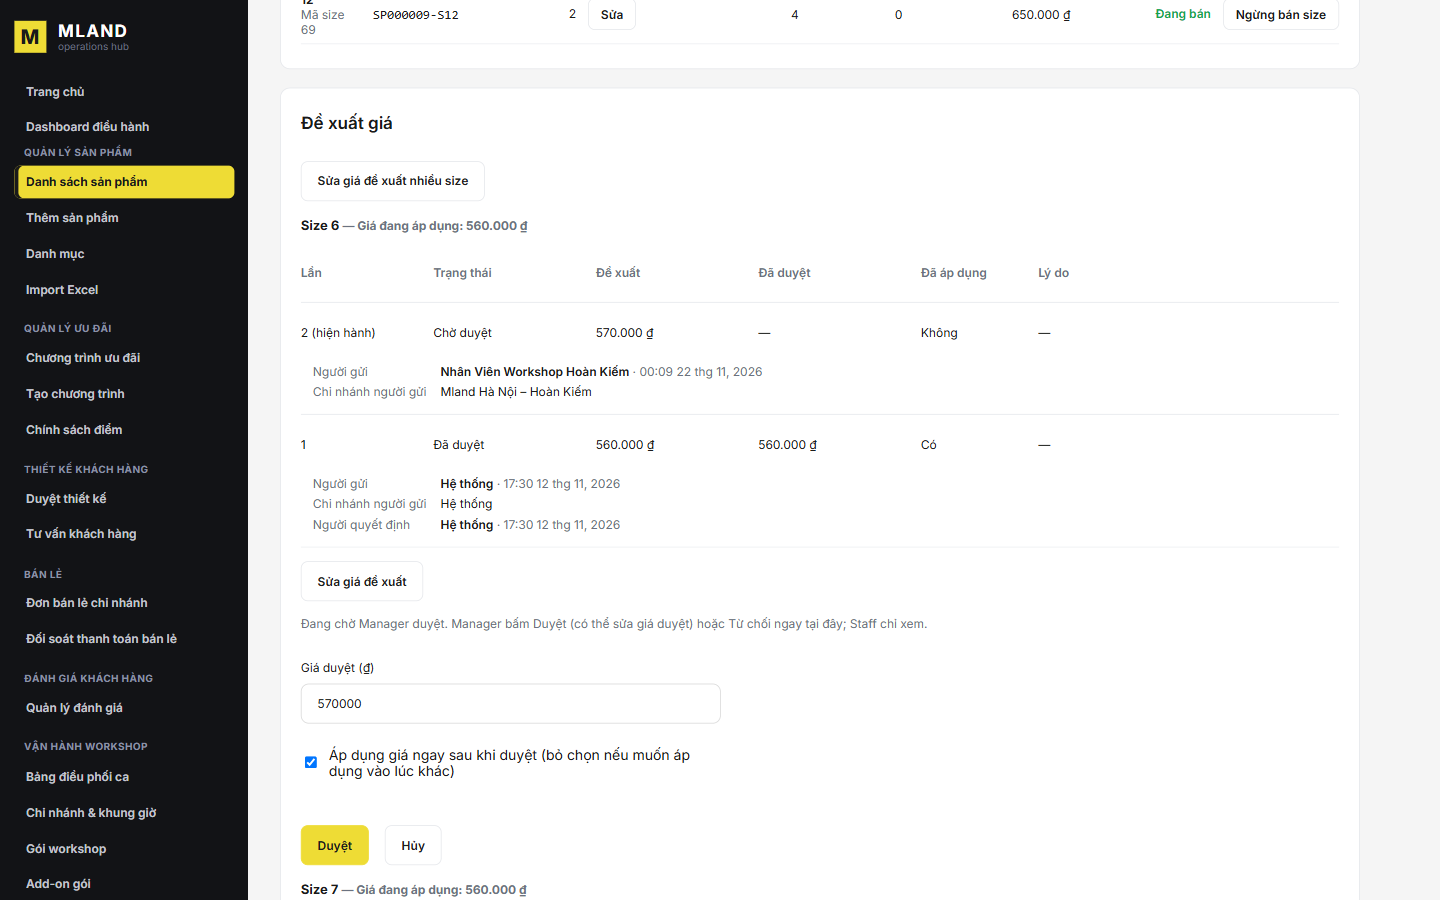 M MLAND
operations hub
Trang chủ
Dashboard điều hành
QUẢN LÝ SẢN PHẨM
Danh sách sản phẩm
Thêm sản phẩm
Danh mục
Import Excel
QUẢN LÝ ƯU ĐÃI
Chương trình ưu đãi
Tạo chương trình
Chính sách điểm
THIẾT KẾ KHÁCH HÀNG
Duyệt thiết kế
Tư vấn khách hàng
BÁN LẺ
Đơn bán lẻ chi nhánh
Đối soát thanh toán bán lẻ
ĐÁNH GIÁ KHÁCH HÀNG
Quản lý đánh giá
VẬN HÀNH WORKSHOP
Bảng điều phối ca
Chi nhánh & khung giờ
Gói workshop
Add-on gói
12
Mã size
69
SP000009-S12 2 Sửa 4 0 650.000 ₫ Đang bán Ngừng bán size
Đề xuất giá
Sửa giá đề xuất nhiều size
Size 6 — Giá đang áp dụng: 560.000 ₫
Lần Trạng thái Đề xuất Đã duyệt Đã áp dụng Lý do
2 (hiện hành) Chờ duyệt 570.000 ₫ — Không —
Người gửi Nhân Viên Workshop Hoàn Kiếm · 00:09 22 thg 11, 2026
Chi nhánh người gửi Mland Hà Nội – Hoàn Kiếm
1 Đã duyệt 560.000 ₫ 560.000 ₫ Có —
Người gửi Hệ thống · 17:30 12 thg 11, 2026
Chi nhánh người gửi Hệ thống
Người quyết định Hệ thống · 17:30 12 thg 11, 2026
Sửa giá đề xuất
Đang chờ Manager duyệt. Manager bấm Duyệt (có thể sửa giá duyệt) hoặc Từ chối ngay tại đây; Staff chỉ xem.
Giá duyệt (₫)
570000
Áp dụng giá ngay sau khi duyệt (bỏ chọn nếu muốn áp
dụng vào lúc khác)
Duyệt Hủy
Size 7 — Giá đang áp dụng: 560.000 ₫